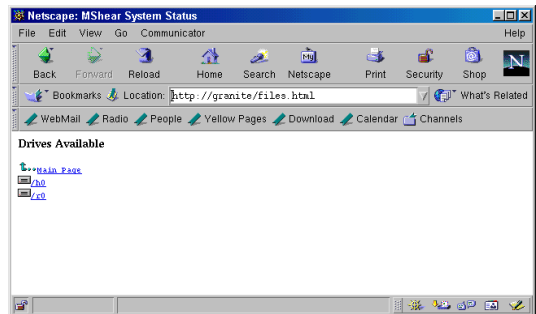 Netscape: MShear System Status
File Edit View Go Communicator Help
Back Forward Reload Home Search Netscape Print Security Shop
My
N
Bookmarks Location: http://granite/files.html What's Related
WebMail Radio People Yellow Pages Download Calendar Channels
Drives Available
Main Page
/h0
/r0